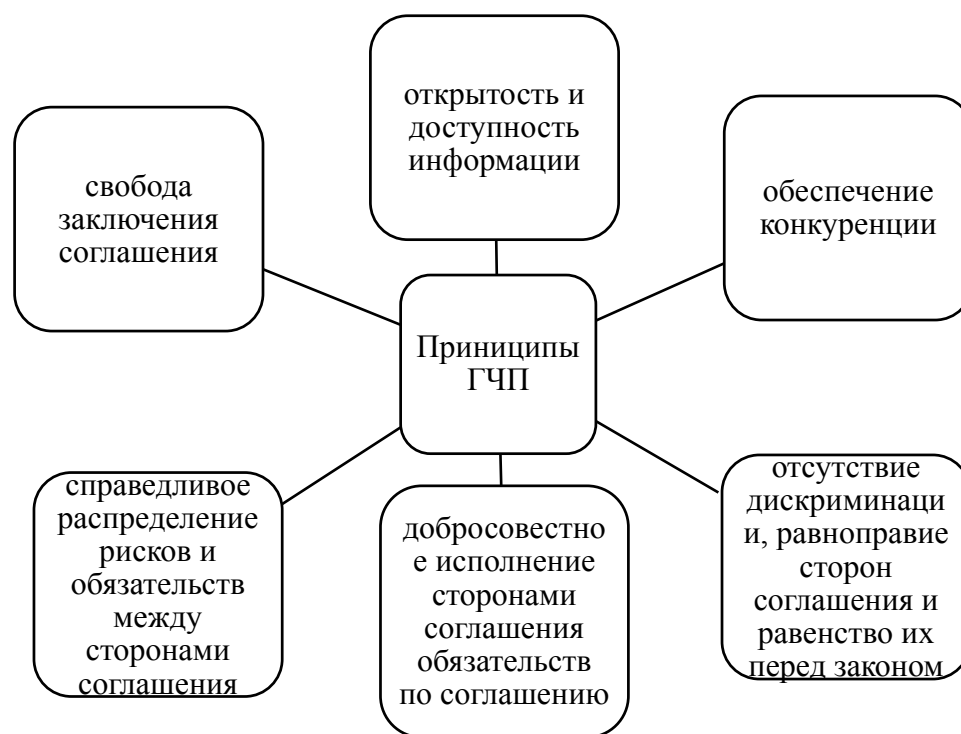 открытость и
доступность
информации
свобода
заключения
соглашения
обеспечение
конкуренции
Приниципы
ГЧП
справедливое
распределение
рисков и
обязательств
между
сторонами
соглашения
добросовестно
е исполнение
сторонами
соглашения
обязательств
по соглашению
отсутствие
дискриминаци
и, равноправие
сторон
соглашения и
равенство их
перед законом